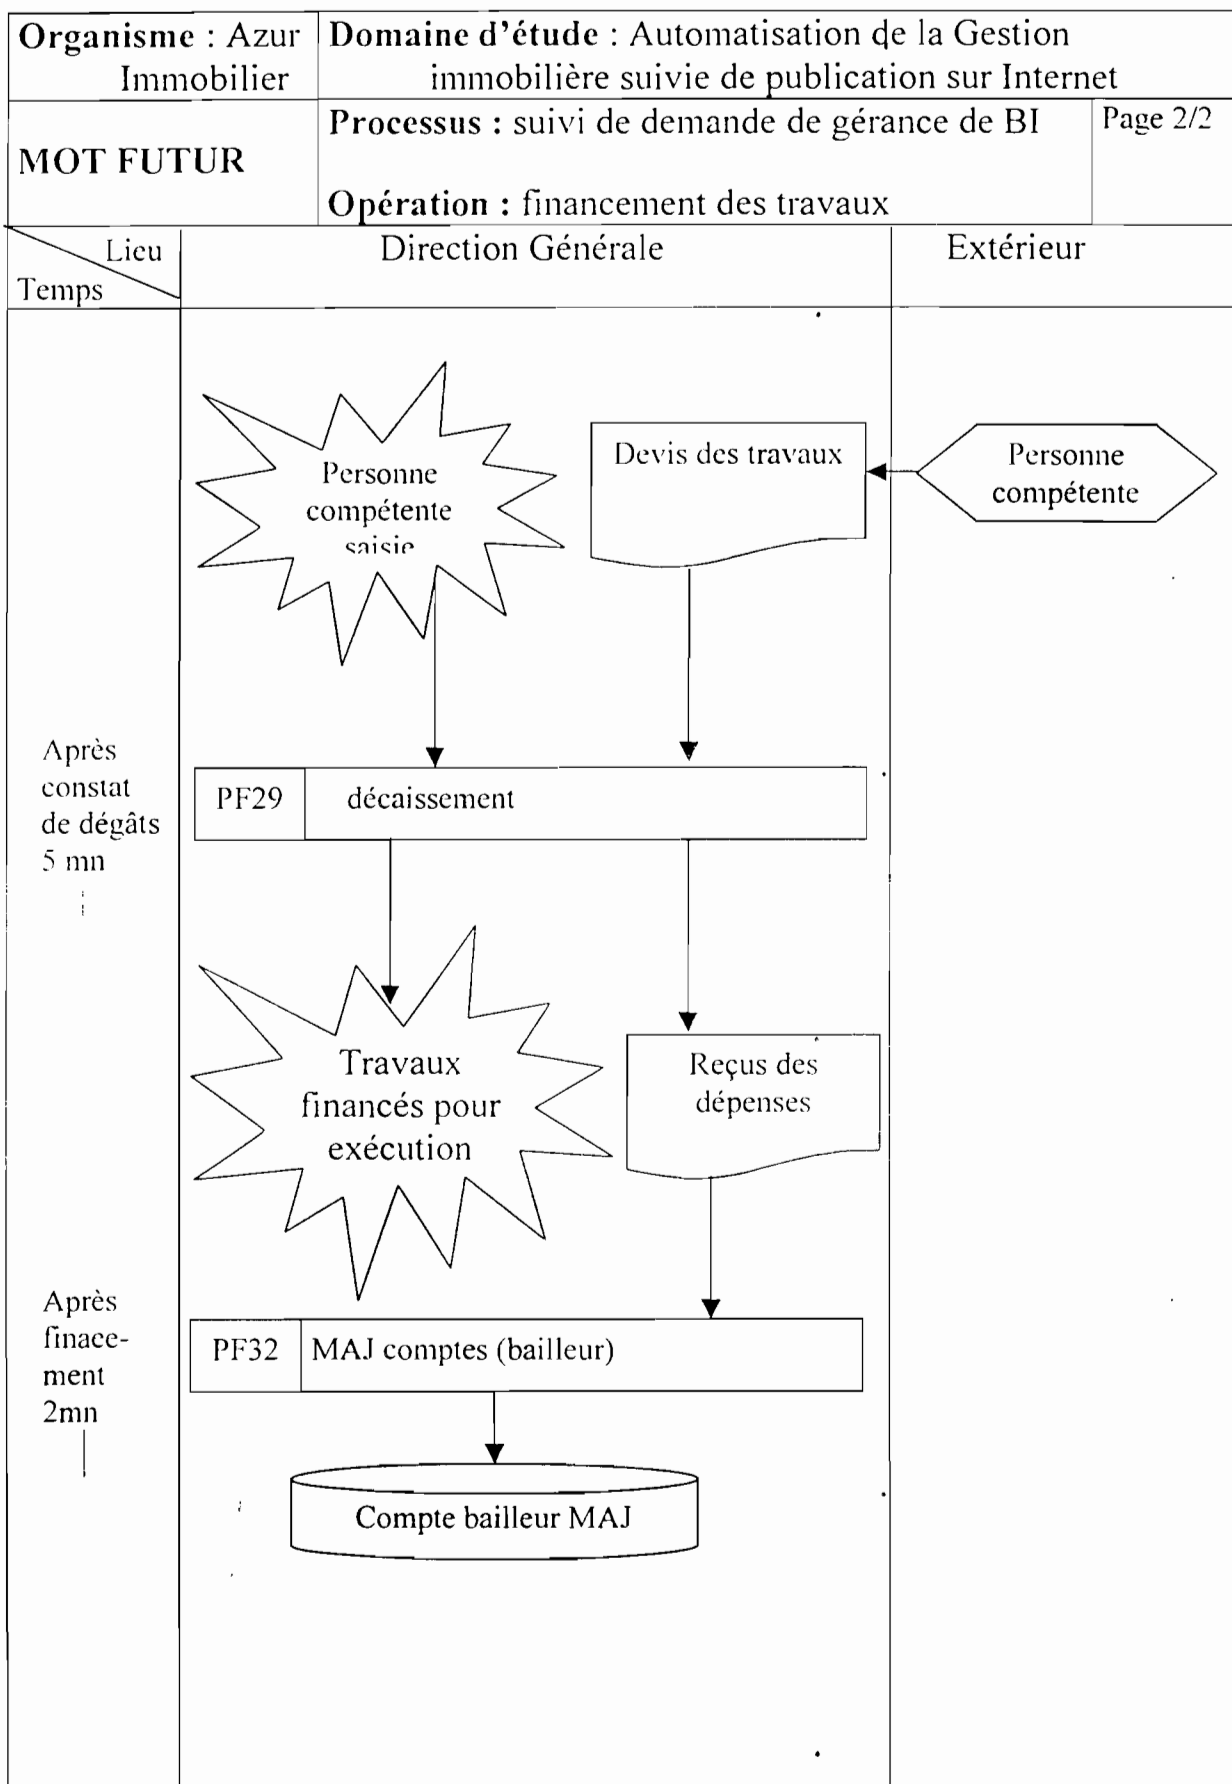 Organisme : Azur
Immobilier
Domaine d'étude : Automatisation de la Gestion
immobilière suivie de publication sur Internet
MOT FUTUR
Processus : suivi de demande de gérance de BI
Opération : financement des travaux
Page 2/2
Lieu
Temps
Direction Générale
Extérieur
Personne
compétente
saisie
Devis des travaux
Personne
compétente
Après
constat
de dégâts
5 mn
PF29
décaissement
Travaux
financés pour
exécution
Reçus des
dépenses
Après
finace-
ment
2mn
PF32
MAJ comptes (bailleur)
Compte bailleur MAJ